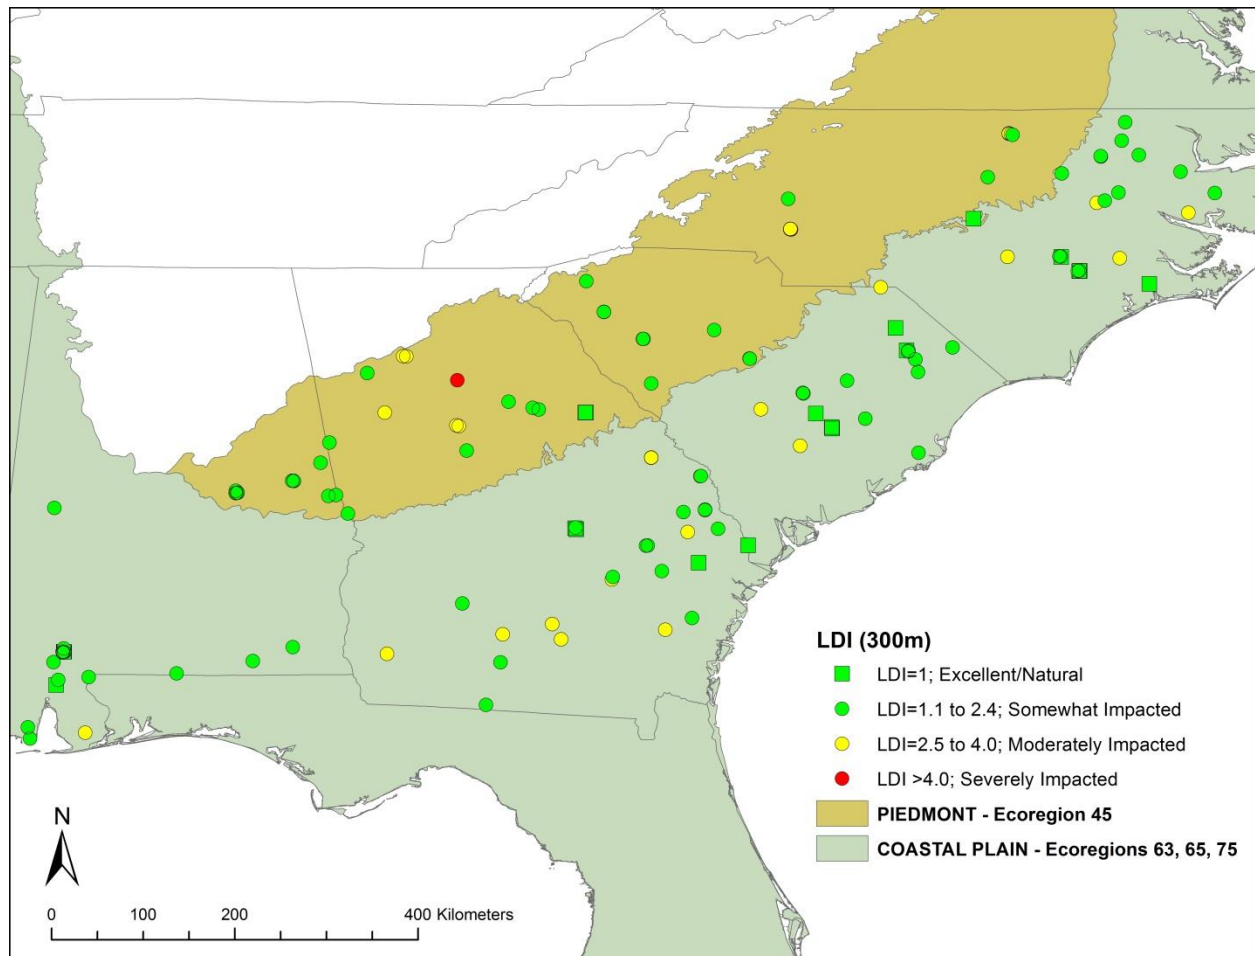 LDI (300m)
LDI=1; Excellent/Natural
LDI=1.1 to 2.4; Somewhat Impacted
LDI=2.5 to 4.0; Moderately Impacted
LDI >4.0; Severely Impacted
PIEDMONT - Ecoregion 45
COASTAL PLAIN - Ecoregions 63, 65, 75
N
0 100 200 400 Kilometers